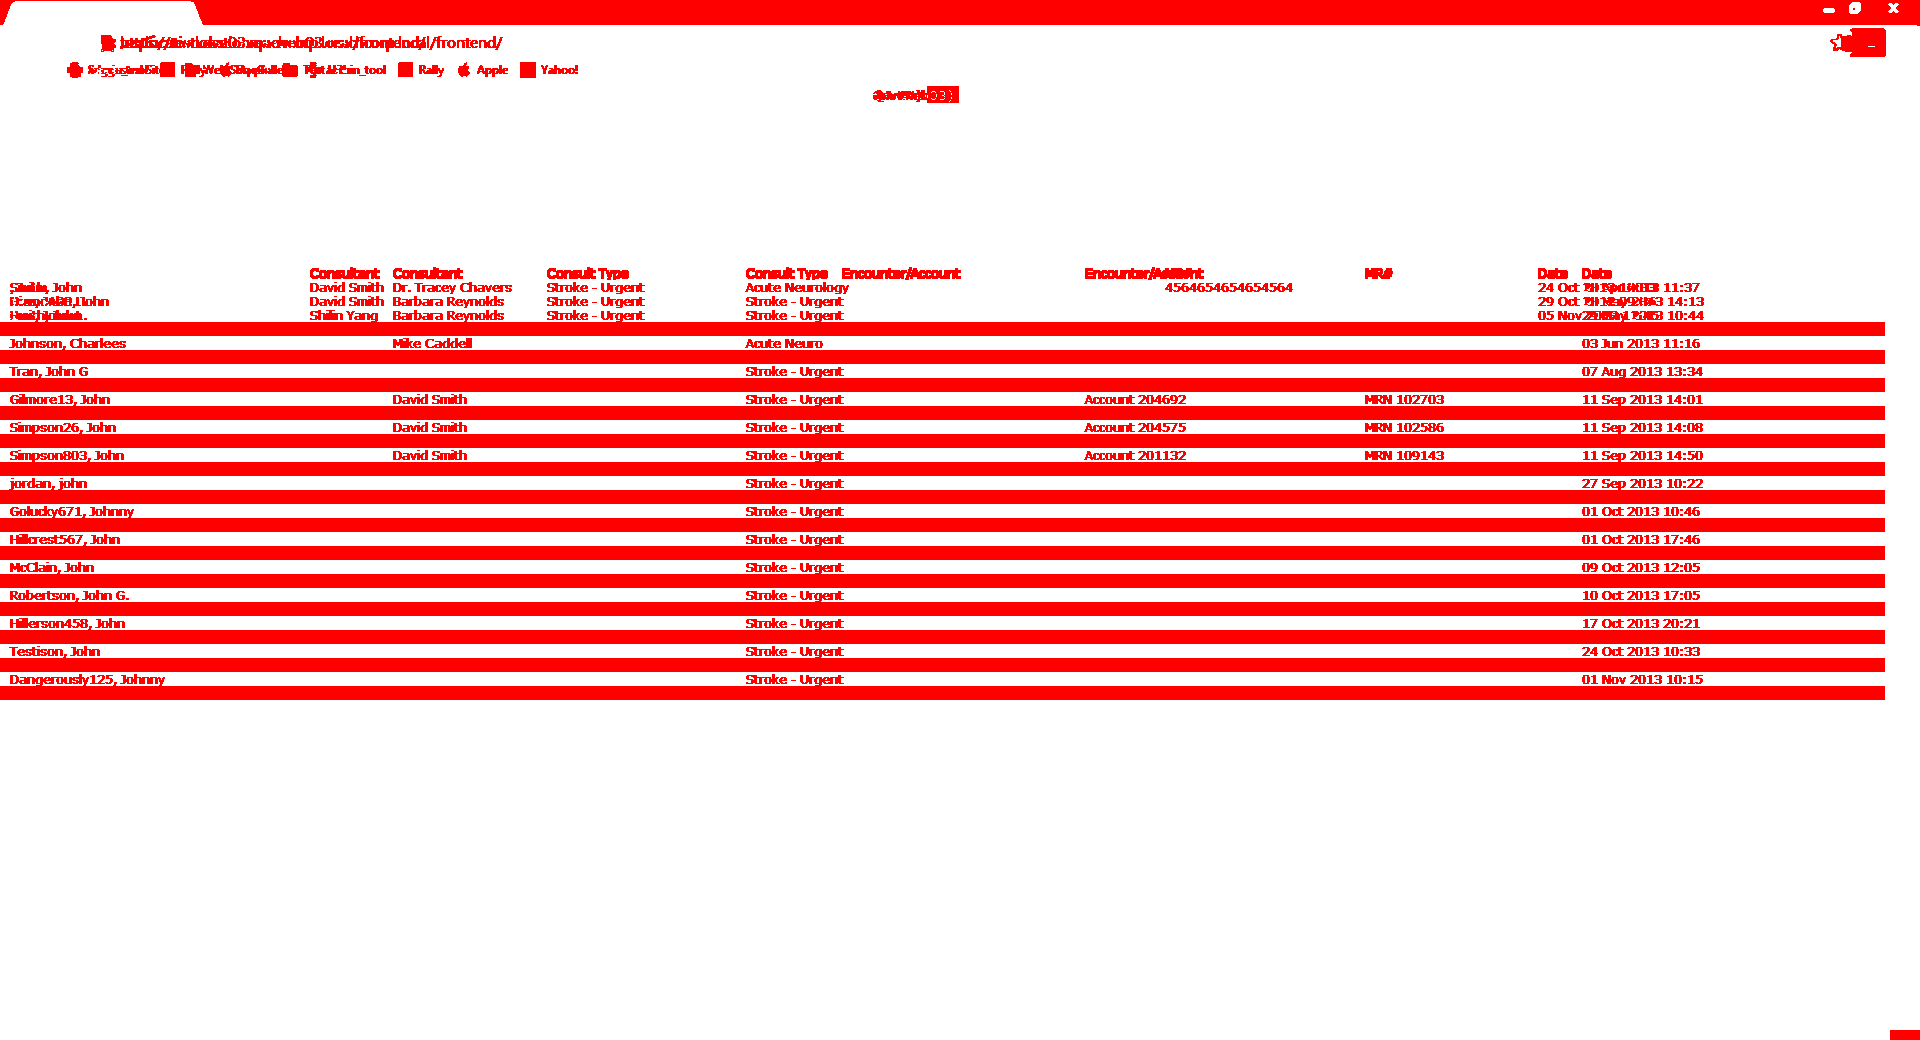 /frontend/
Rally Apple Yahoo!
Consultant Consultant Consult Type Consult Type Encounter/Account Encounter/Account MR# Date Date
John David Smith Dr. Tracey Chavers Stroke - Urgent Acute Neurology 4564654654654564 24 Oct 11:37
John David Smith Barbara Reynolds Stroke - Urgent Stroke - Urgent 29 Oct 14:13
Shilin Yang Barbara Reynolds Stroke - Urgent Stroke - Urgent 05 Nov 10:44
Johnson, Charlees Mike Caddell Acute Neuro 03 Jun 2013 11:16
Tran, John G Stroke - Urgent 07 Aug 2013 13:34
Gilmore13, John David Smith Stroke - Urgent Account 204692 MRN 102703 11 Sep 2013 14:01
Simpson26, John David Smith Stroke - Urgent Account 204575 MRN 102586 11 Sep 2013 14:08
Simpson803, John David Smith Stroke - Urgent Account 201132 MRN 109143 11 Sep 2013 14:50
jordan, john Stroke - Urgent 27 Sep 2013 10:22
Golucky671, Johnny Stroke - Urgent 01 Oct 2013 10:46
Hillcrest567, John Stroke - Urgent 01 Oct 2013 17:46
McClain, John Stroke - Urgent 09 Oct 2013 12:05
Robertson, John G. Stroke - Urgent 10 Oct 2013 17:05
Hillerson458, John Stroke - Urgent 17 Oct 2013 20:21
Testison, John Stroke - Urgent 24 Oct 2013 10:33
Dangerously125, Johnny Stroke - Urgent 01 Nov 2013 10:15